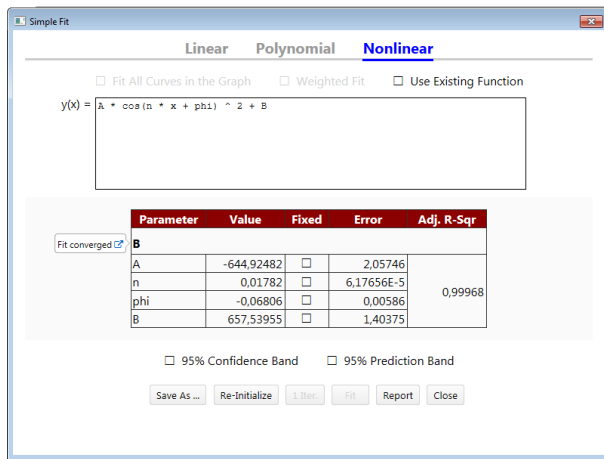 Simple Fit
Linear Polynomial Nonlinear
Fit All Curves in the Graph Weighted Fit Use Existing Function
y(x) = A * cos(n * x + phi) ^ 2 + B
Parameter Value Fixed Error Adj. R-Sqr
Fit converged B
A -644,92482 2,05746
n 0,01782 6,17656E-5
0,99968
phi -0,06806 0,00586
B 657,53955 1,40375
95% Confidence Band 95% Prediction Band
Save As ... Re-Initialize 1 Iter. Fit Report Close